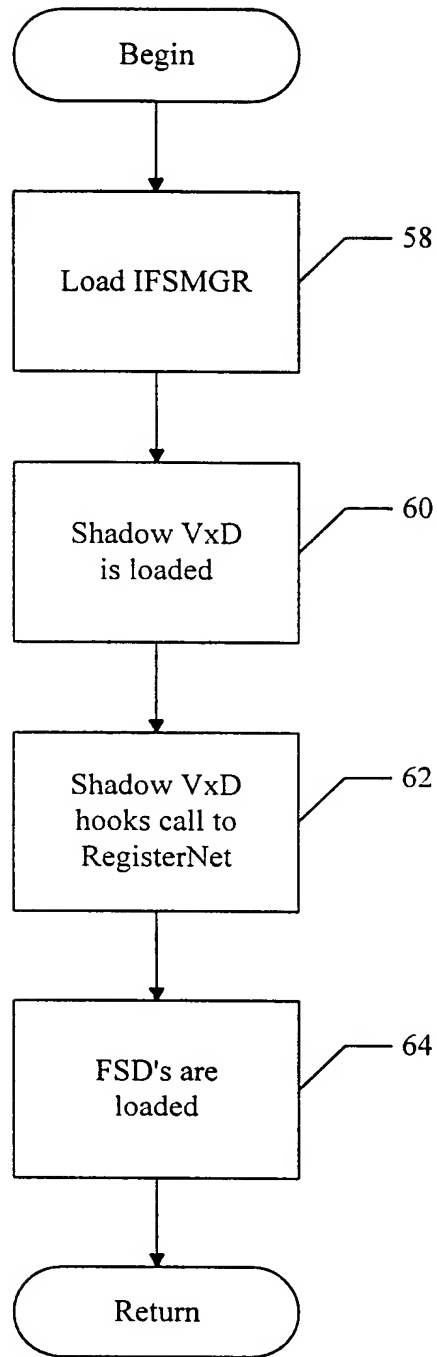 Begin
Load IFSMGR
58
Shadow VxD
is loaded
60
Shadow VxD
hooks call to
RegisterNet
62
FSD's are
loaded
64
Return